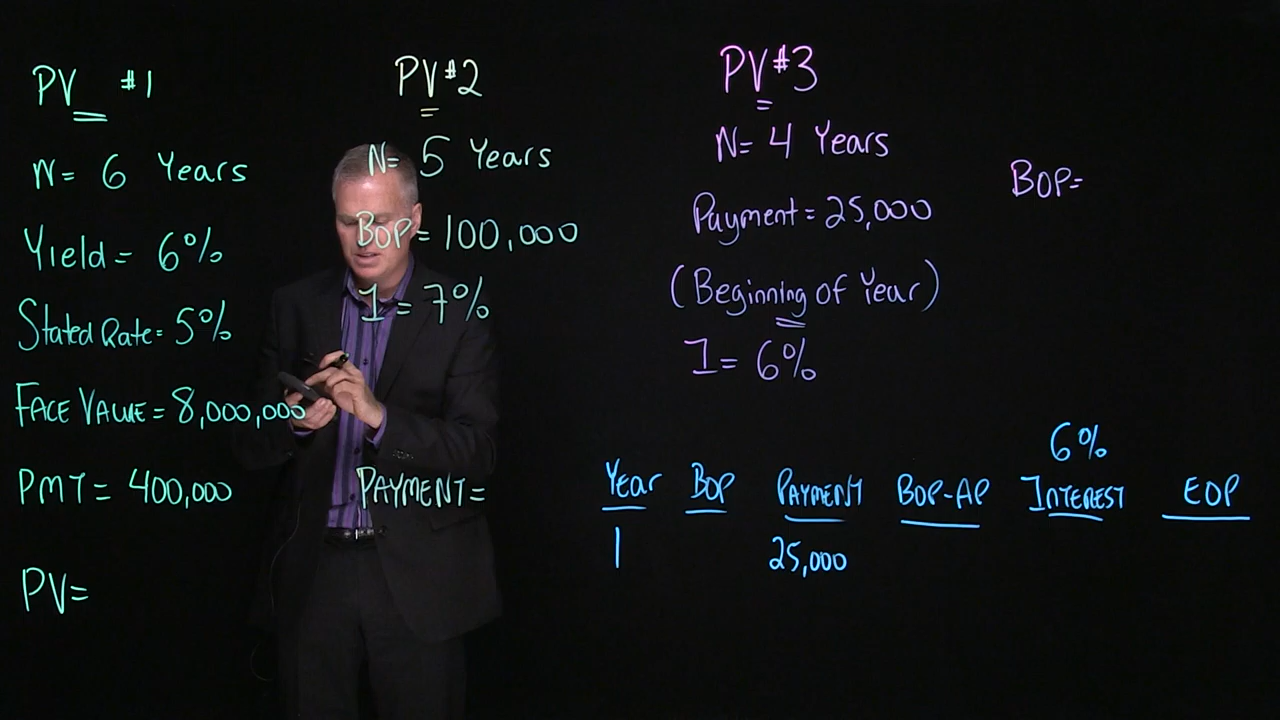 PV #1
N= 6 Years
Yield= 6%
Stated Rate= 5%
FACE VALUE= 8,000,000
PMT= 400,000
PV=
PV#2
N= 5 Years
BOP= 100,000
I= 7%
PAYMENT=
PV#3
N= 4 Years
Payment= 25,000
(Beginning of Year)
I= 6%
BOP=
6%
Year BOP PAYMENT BOP-AP INTEREST EOP
1 25,000